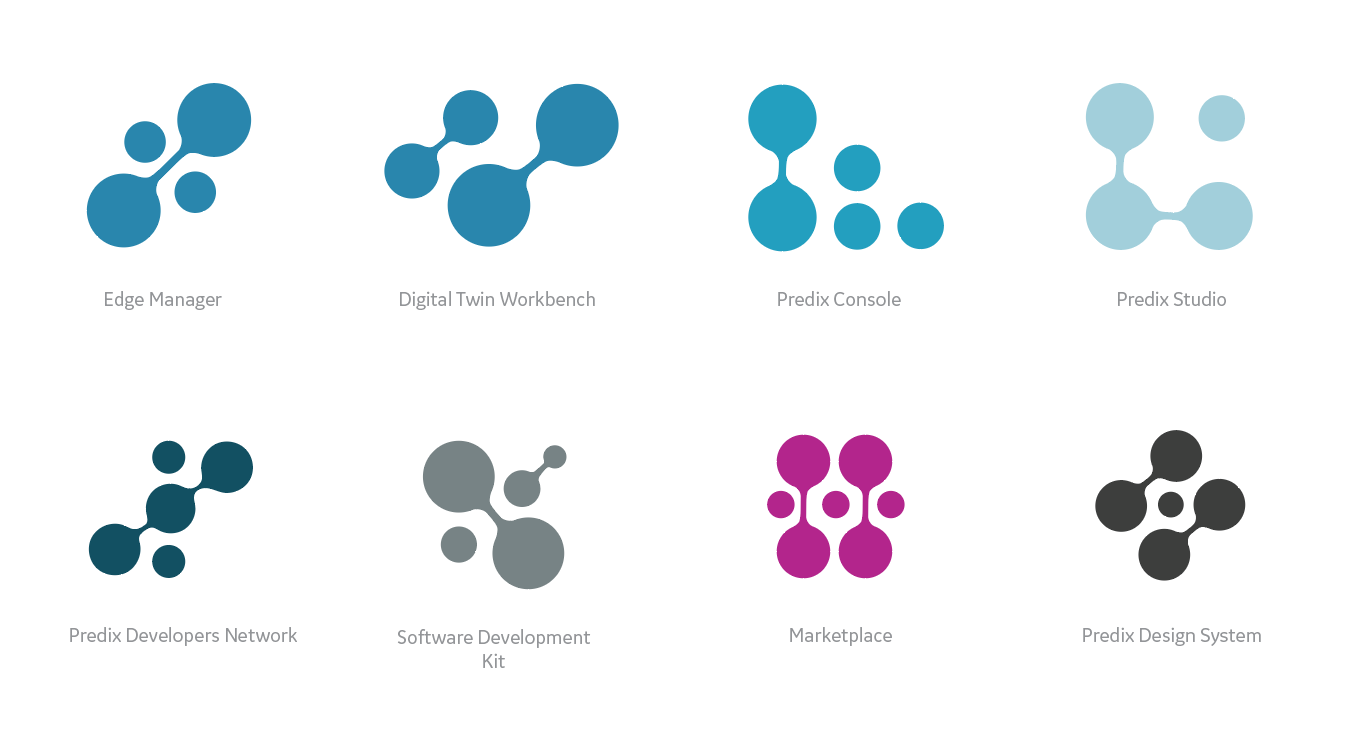 Edge Manager
Digital Twin Workbench
Predix Console
Predix Studio
Predix Developers Network
Software Development
Kit
Marketplace
Predix Design System